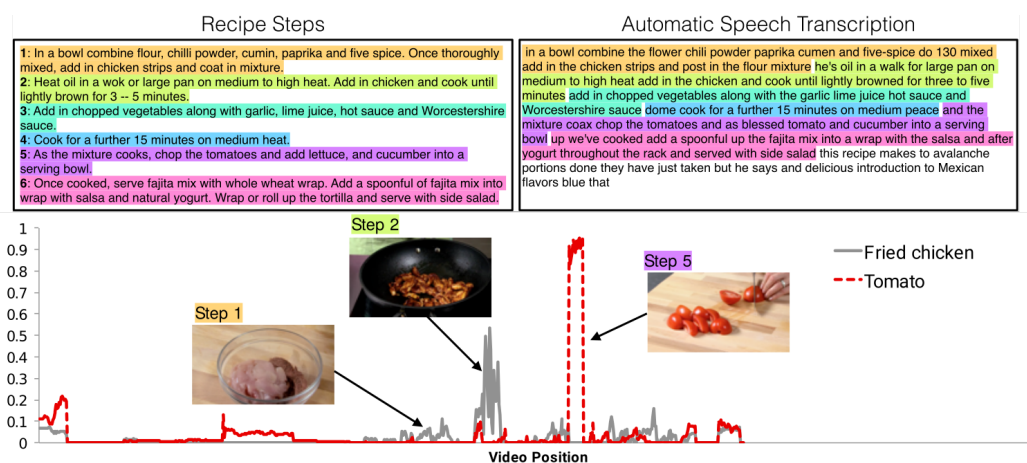 Recipe Steps
1: In a bowl combine flour, chilli powder, cumin, paprika and five spice. Once thoroughly
mixed, add in chicken strips and coat in mixture.
2: Heat oil in a wok or large pan on medium to high heat. Add in chicken and cook until
lightly brown for 3 -- 5 minutes.
3: Add in chopped vegetables along with garlic, lime juice, hot sauce and Worcestershire
sauce.
4: Cook for a further 15 minutes on medium heat.
5: As the mixture cooks, chop the tomatoes and add lettuce, and cucumber into a
serving bowl.
6: Once cooked, serve fajita mix with whole wheat wrap. Add a spoonful of fajita mix into
wrap with salsa and natural yogurt. Wrap or roll up the tortilla and serve with side salad.
Automatic Speech Transcription
in a bowl combine the flower chili powder paprika cumen and five-spice do 130 mixed
add in the chicken strips and post in the flour mixture he's oil in a walk for large pan on
medium to high heat add in the chicken and cook until lightly browned for three to five
minutes add in chopped vegetables along with the garlic lime juice hot sauce and
Worcestershire sauce dome cook for a further 15 minutes on medium peace and the
mixture coax chop the tomatoes and as blessed tomato and cucumber into a serving
bowl up we've cooked add a spoonful up the fajita mix into a wrap with the salsa and after
yogurt throughout the rack and served with side salad this recipe makes to avalanche
portions done they have just taken but he says and delicious introduction to Mexican
flavors blue that
1
0.9
0.8
0.7
0.6
0.5
0.4
0.3
0.2
0.1
0
Step 1
Step 2
Step 5
Fried chicken
Tomato
Video Position